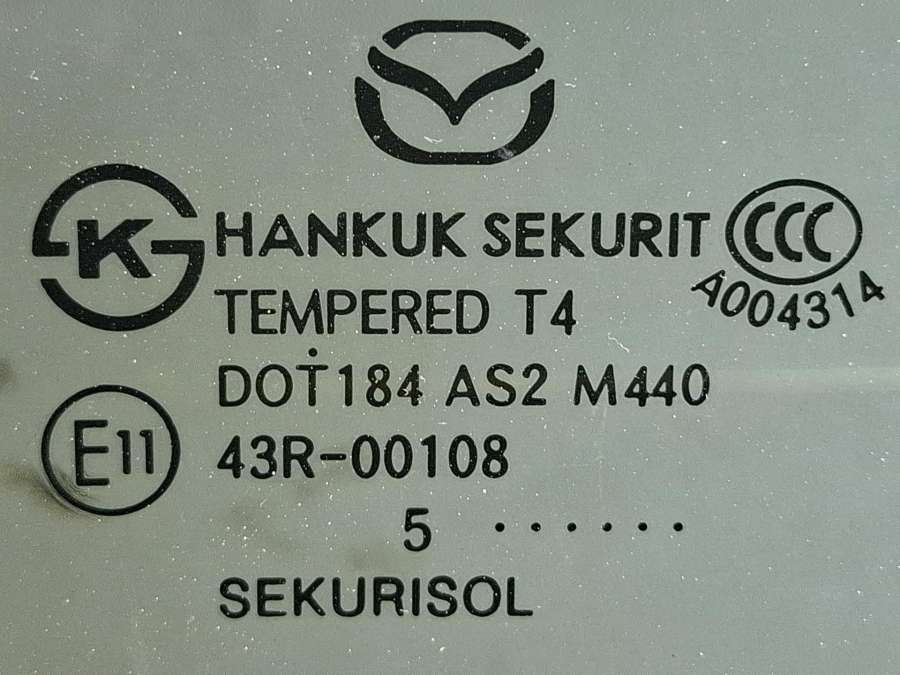 K HANKUK SEKURIT CCC
A004314
TEMPERED T4
DOT184 AS2 M440
E11 43R-00108
5 ......
SEKURISOL